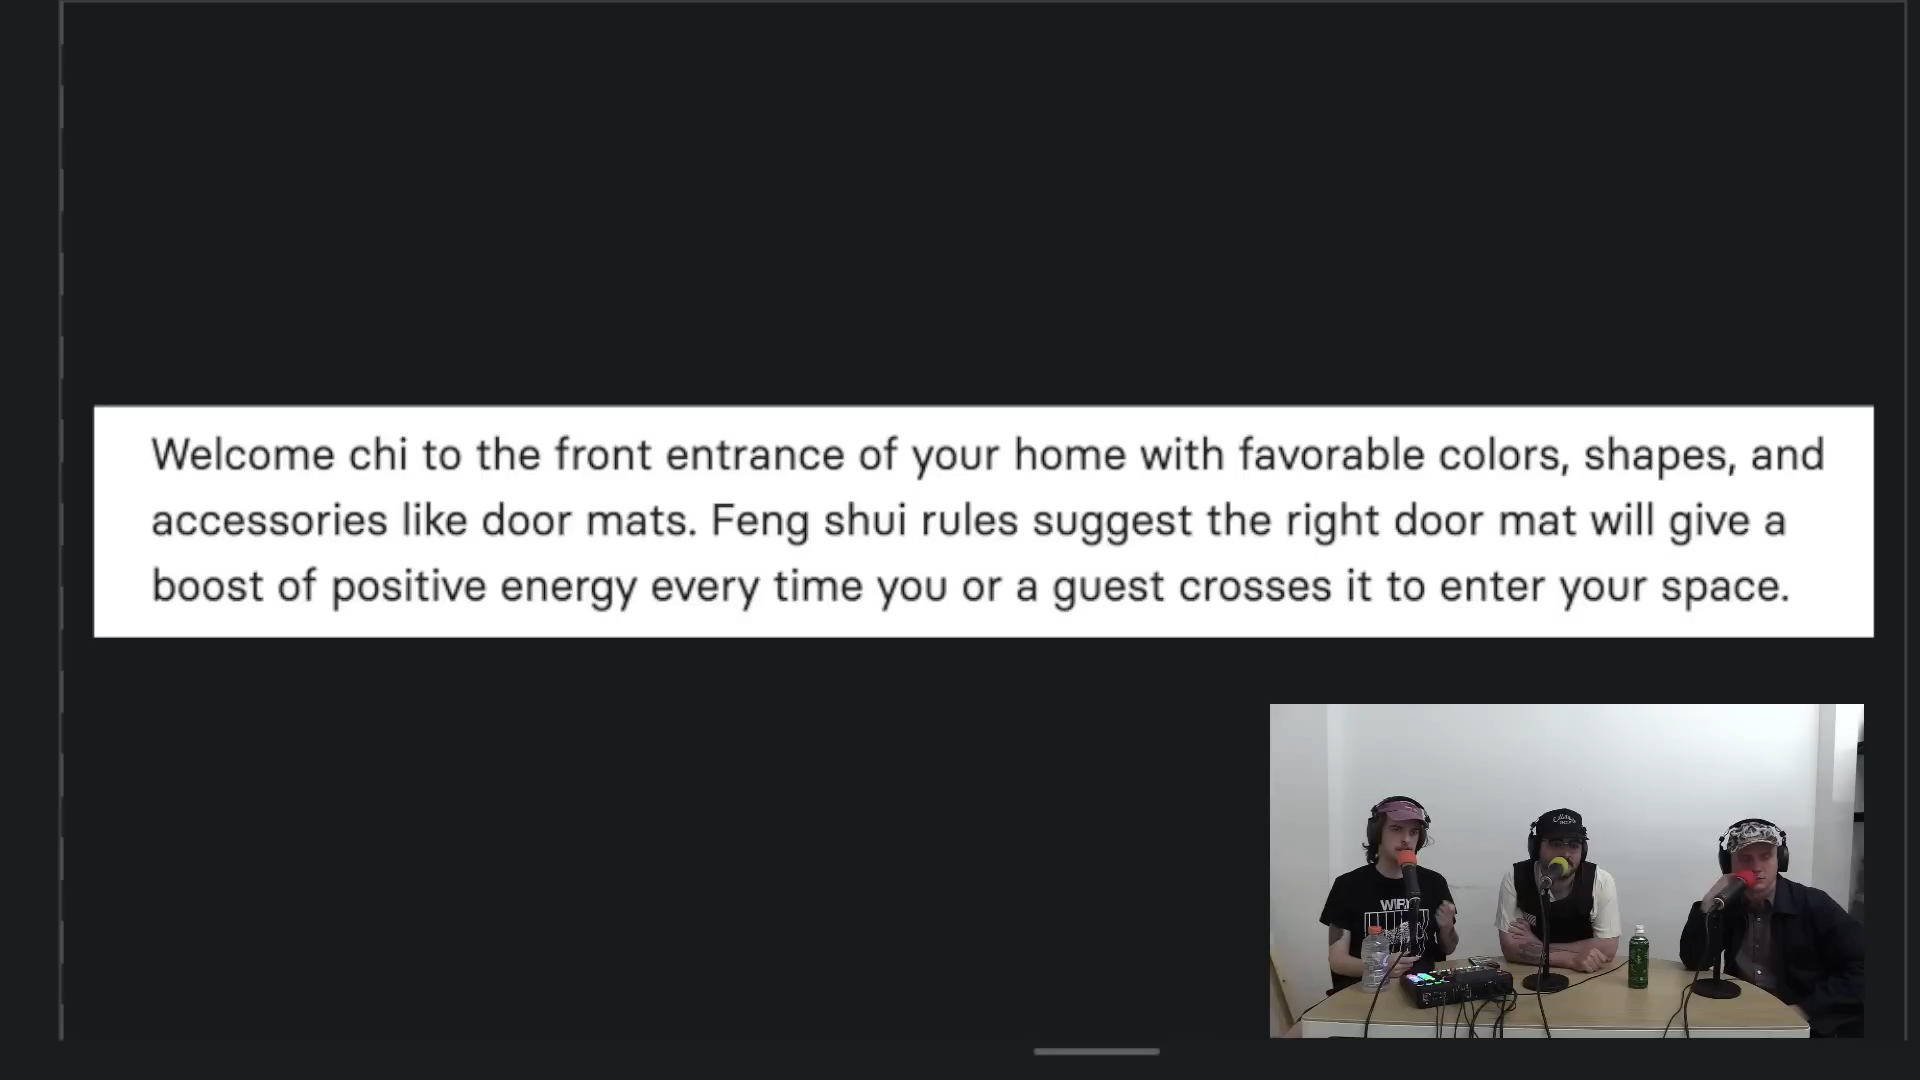 Welcome chi to the front entrance of your home with favorable colors, shapes, and
accessories like door mats. Feng shui rules suggest the right door mat will give a
boost of positive energy every time you or a guest crosses it to enter your space.